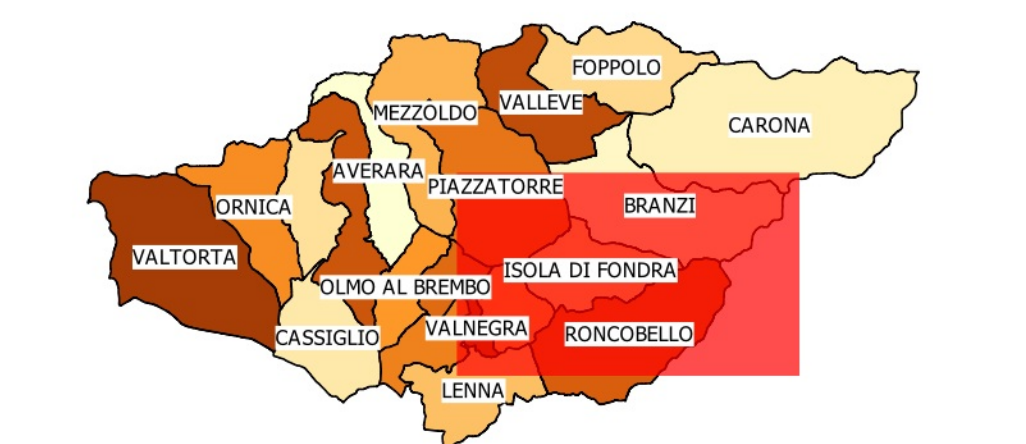 FOPPOLO
VALLEVE
MEZZOLDO
CARONA
AVERARA
PIAZZATORRE
ORNICA
BRANZI
VALTORTA
ISOLA DI FONDRA
OLMO AL BREMBO
VALNEGRA
RONCOBELLO
CASSIGLIO
LENNA